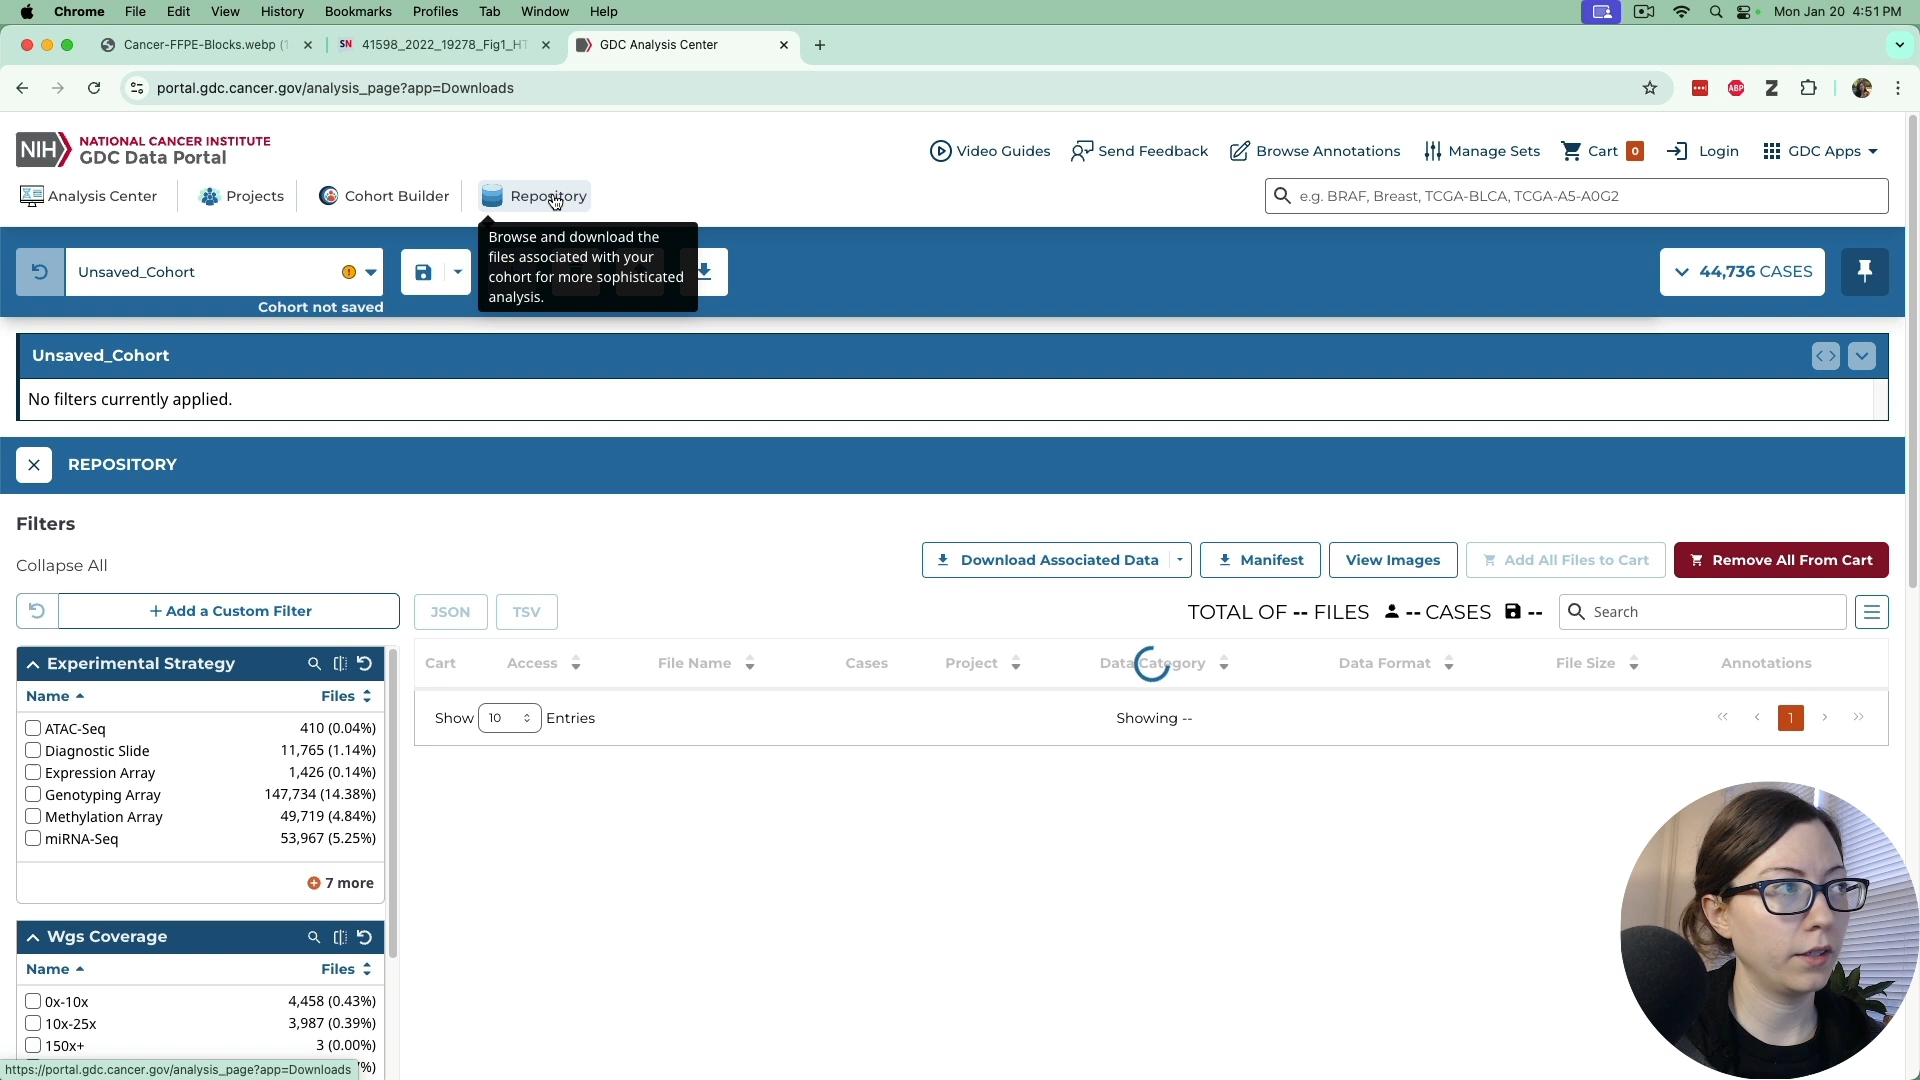 Chrome File Edit View History Bookmarks Profiles Tab Window Help Mon Jan 20 4:51 PM
Cancer-FFPE-Blocks.webp (1 SN 41598_2022_19278_Fig1_HT GDC Analysis Center
portal.gdc.cancer.gov/analysis_page?app=Downloads ABP Z
NIH NATIONAL CANCER INSTITUTE
GDC Data Portal
Video Guides Send Feedback Browse Annotations Manage Sets Cart 0 Login GDC Apps
Analysis Center Projects Cohort Builder Repository e.g. BRAF, Breast, TCGA-BLCA, TCGA-A5-A0G2
Browse and download the
files associated with your
cohort for more sophisticated
analysis.
Unsaved_Cohort 44,736 CASES
Cohort not saved
Unsaved_Cohort
No filters currently applied.
REPOSITORY
Filters
Collapse All
Download Associated Data Manifest View Images Add All Files to Cart Remove All From Cart
+ Add a Custom Filter JSON TSV TOTAL OF -- FILES -- CASES -- Search
Experimental Strategy
Name Files
ATAC-Seq 410 (0.04%)
Diagnostic Slide 11,765 (1.14%)
Expression Array 1,426 (0.14%)
Genotyping Array 147,734 (14.38%)
Methylation Array 49,719 (4.84%)
miRNA-Seq 53,967 (5.25%)
7 more
Cart Access File Name Cases Project Data Category Data Format File Size Annotations
Show 10 Entries Showing -- « ‹ 1 › »
Wgs Coverage
Name Files
0x-10x 4,458 (0.43%)
10x-25x 3,987 (0.39%)
150x+ 3 (0.00%)
https://portal.gdc.cancer.gov/analysis_page?app=Downloads